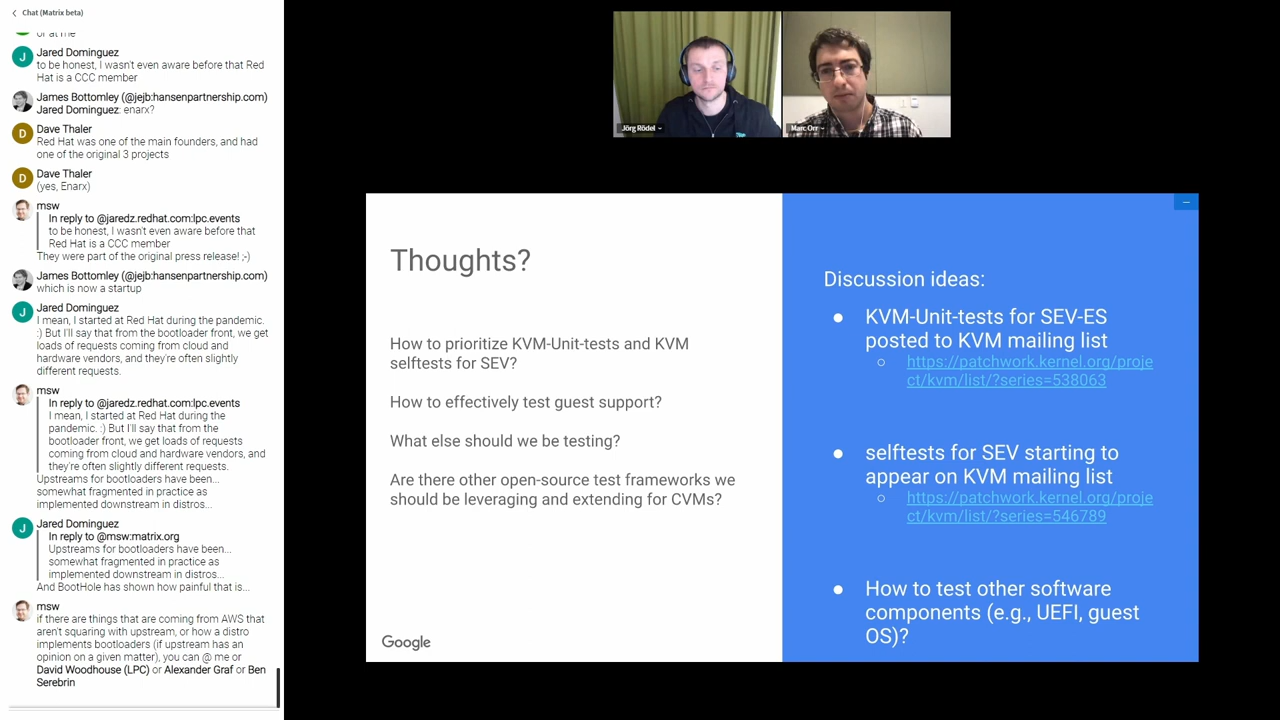 Chat (Matrix beta)
or at me
Jared Dominguez
to be honest, I wasn't even aware before that Red
Hat is a CCC member
James Bottomley (@jejb:hansenpartnership.com)
Jared Dominguez: enarx?
Dave Thaler
Red Hat was one of the main founders, and had
one of the original 3 projects
Dave Thaler
(yes, Enarx)
msw
In reply to @jaredz.redhat.com:lpc.events
to be honest, I wasn't even aware before that
Red Hat is a CCC member
They were part of the original press release! ;-)
James Bottomley (@jejb:hansenpartnership.com)
which is now a startup
Jared Dominguez
I mean, I started at Red Hat during the pandemic.
:) But I'll say that from the bootloader front, we get
loads of requests coming from cloud and
hardware vendors, and they're often slightly
different requests.
msw
In reply to @jaredz.redhat.com:lpc.events
I mean, I started at Red Hat during the
pandemic. :) But I'll say that from the
bootloader front, we get loads of requests
coming from cloud and hardware vendors, and
they're often slightly different requests.
Upstreams for bootloaders have been...
somewhat fragmented in practice as
implemented downstream in distros...
Jared Dominguez
In reply to @msw:matrix.org
Upstreams for bootloaders have been...
somewhat fragmented in practice as
implemented downstream in distros...
And BootHole has shown how painful that is...
msw
if there are things that are coming from AWS that
aren't squaring with upstream, or how a distro
implements bootloaders (if upstream has an
opinion on a given matter), you can @ me or
David Woodhouse (LPC) or Alexander Graf or Ben
Serebrin
J
J
D
D
J
J
J
Jörg Rödel
Marc Orr
Thoughts?
How to prioritize KVM-Unit-tests and KVM
selftests for SEV?
How to effectively test guest support?
What else should we be testing?
Are there other open-source test frameworks we
should be leveraging and extending for CVMs?
Google
Discussion ideas:
● KVM-Unit-tests for SEV-ES
posted to KVM mailing list
○ https://patchwork.kernel.org/proje
ct/kvm/list/?series=538063
● selftests for SEV starting to
appear on KVM mailing list
○ https://patchwork.kernel.org/proje
ct/kvm/list/?series=546789
● How to test other software
components (e.g., UEFI, guest
OS)?